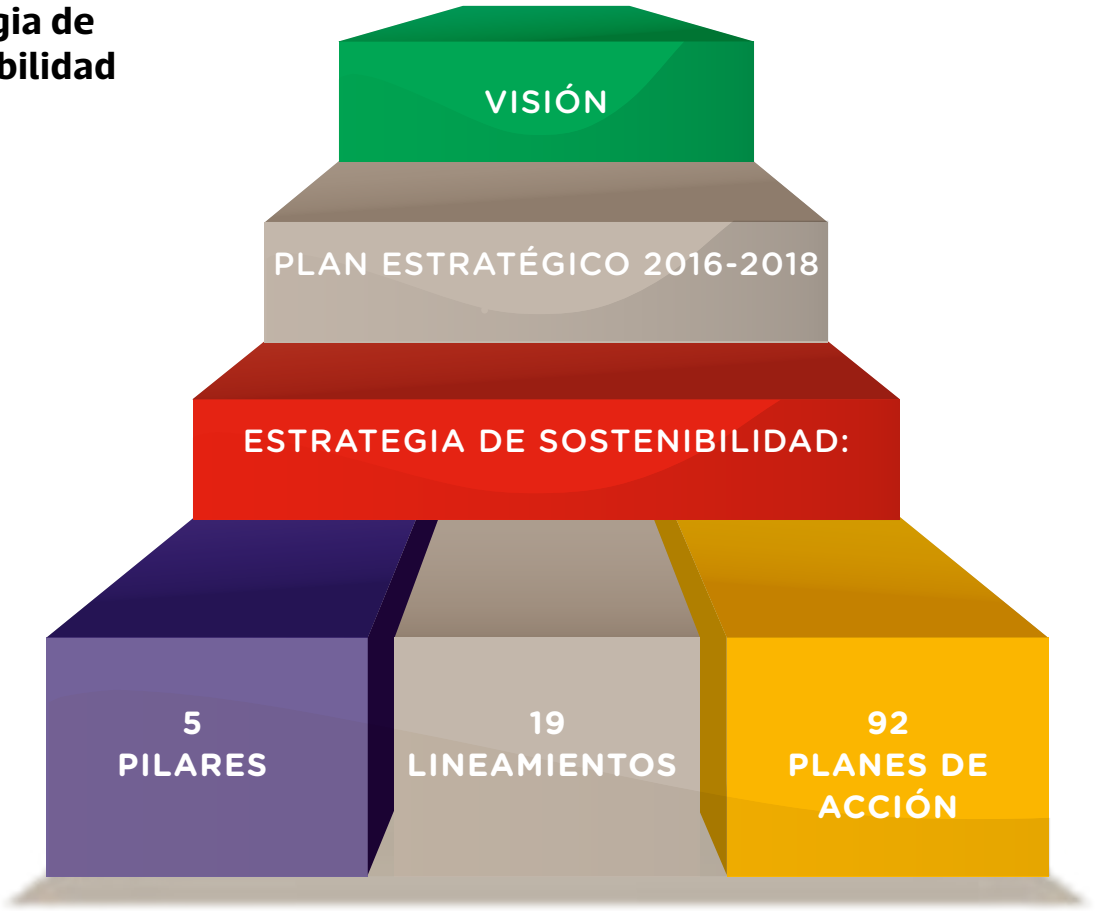 gia de
bilidad
VISIÓN
PLAN ESTRATÉGICO 2016-2018
ESTRATEGIA DE SOSTENIBILIDAD:
5
PILARES
19
LINEAMIENTOS
92
PLANES DE
ACCIÓN